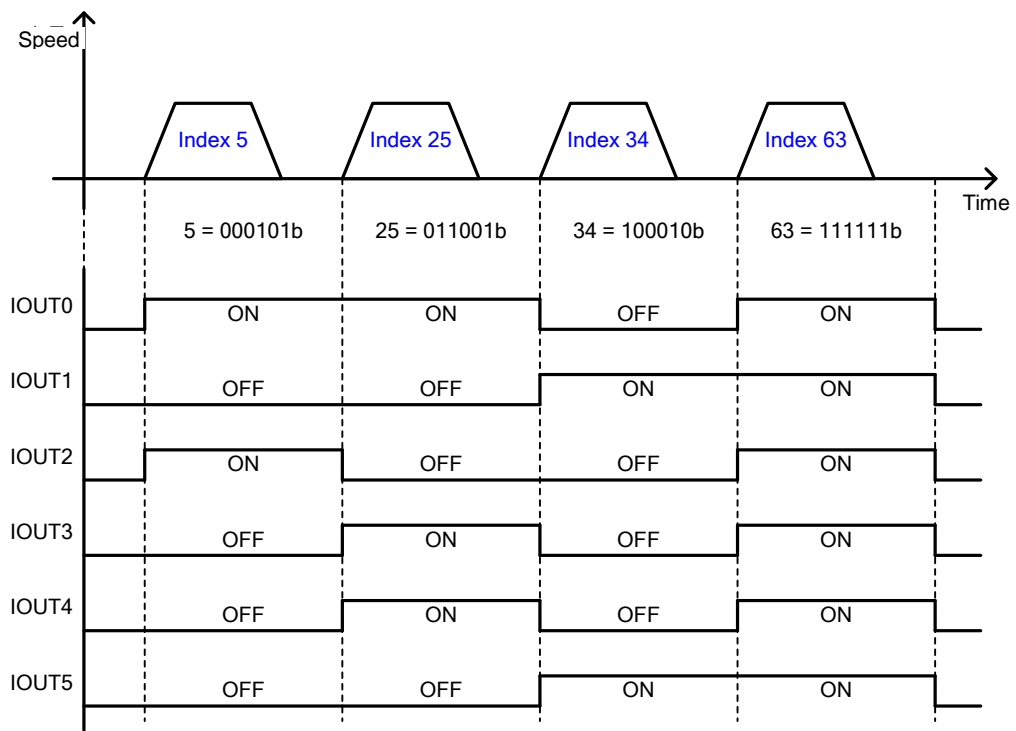 Speed
Index 5 Index 25 Index 34 Index 63
Time
5 = 000101b 25 = 011001b 34 = 100010b 63 = 111111b
IOUT0 ON ON OFF ON
IOUT1 OFF OFF ON ON
IOUT2 ON OFF OFF ON
IOUT3 OFF ON OFF ON
IOUT4 OFF ON OFF ON
IOUT5 OFF OFF ON ON